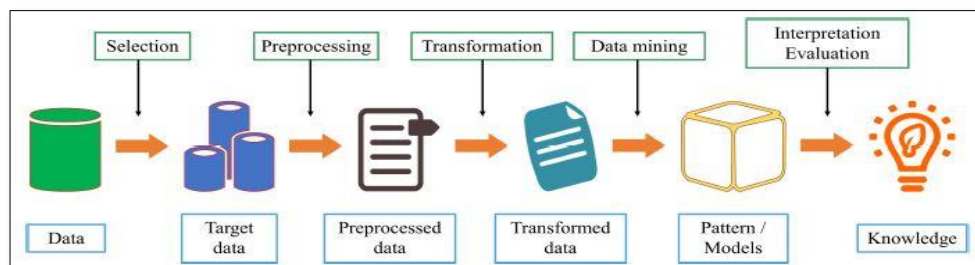 Selection
Preprocessing
Transformation
Data mining
Interpretation
Evaluation
Data
Target
data
Preprocessed
data
Transformed
data
Pattern /
Models
Knowledge